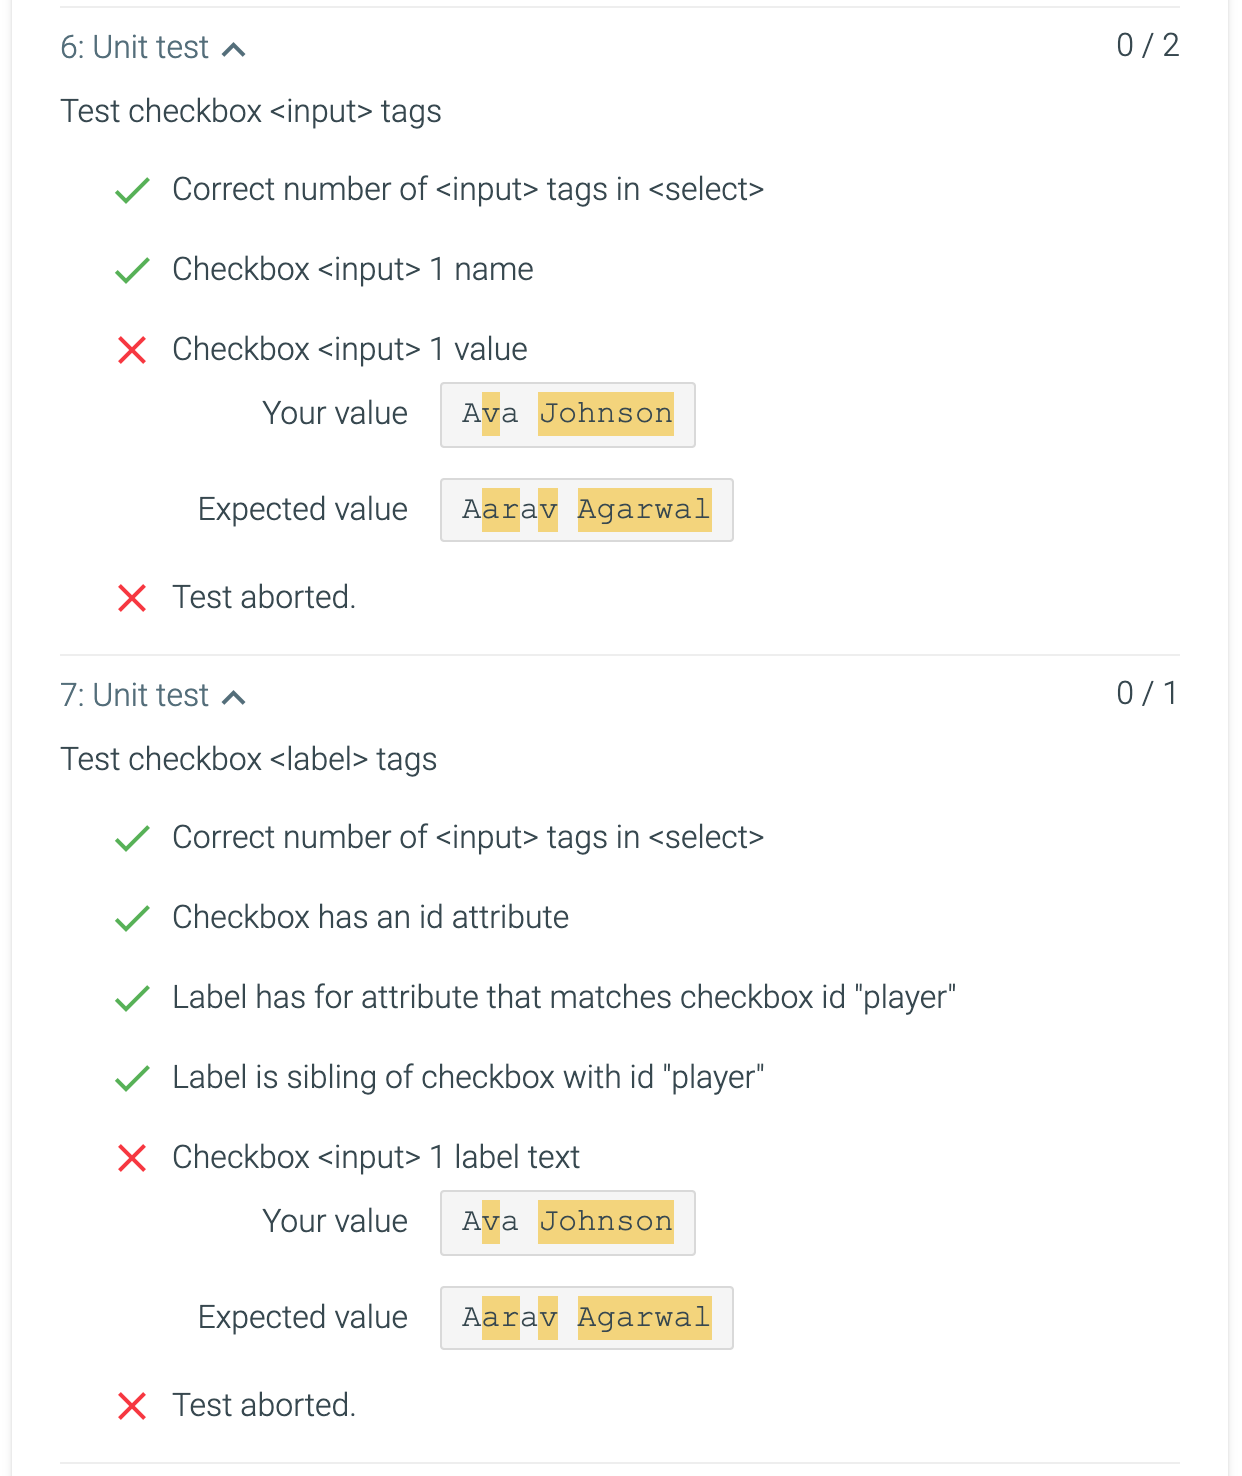 6: Unit test 0 / 2
Test checkbox <input> tags
Correct number of <input> tags in <select>
Checkbox <input> 1 name
Checkbox <input> 1 value
Your value Ava Johnson
Expected value Aarav Agarwal
Test aborted.
7: Unit test 0 / 1
Test checkbox <label> tags
Correct number of <input> tags in <select>
Checkbox has an id attribute
Label has for attribute that matches checkbox id "player"
Label is sibling of checkbox with id "player"
Checkbox <input> 1 label text
Your value Ava Johnson
Expected value Aarav Agarwal
Test aborted.